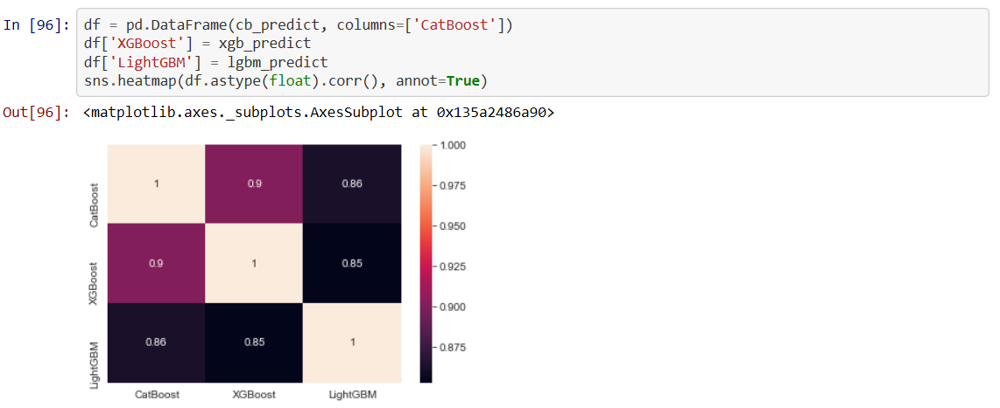 In [96]: df = pd.DataFrame(cb_predict, columns=['CatBoost'])
df['XGBoost'] = xgb_predict
df['LightGBM'] = lgbm_predict
sns.heatmap(df.astype(float).corr(), annot=True)
Out[96]: <matplotlib.axes._subplots.AxesSubplot at 0x135a2486a90>
1.000
CatBoost 1 0.9 0.86
0.975
0.950
XGBoost 0.9 1 0.85
0.925
0.900
LightGBM 0.86 0.85 1
0.875
CatBoost XGBoost LightGBM